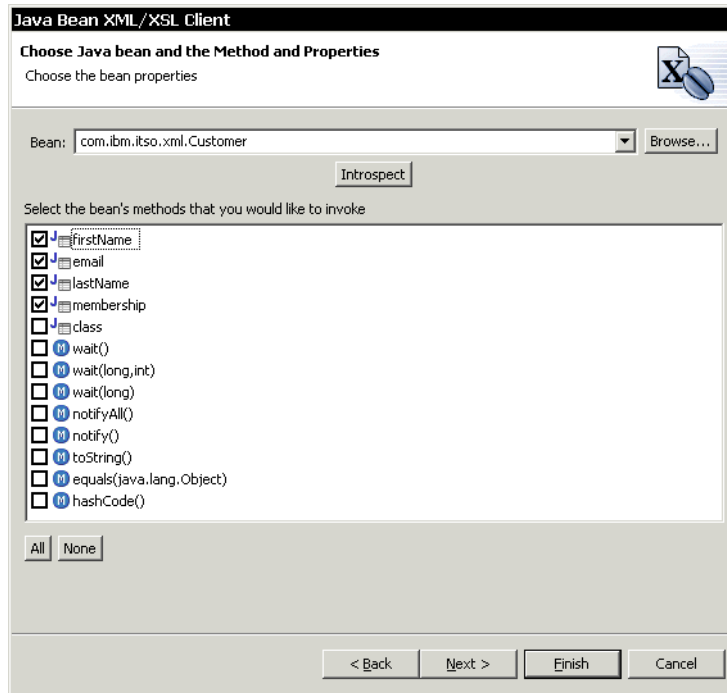 Java Bean XML/XSL Client
Choose Java bean and the Method and Properties
Choose the bean properties
X
Bean: com.ibm.itso.xml.Customer Browse...
Introspect
Select the bean's methods that you would like to invoke
J firstName
J email
J lastName
J membership
J class
M wait()
M wait(long,int)
M wait(long)
M notifyAll()
M notify()
M toString()
M equals(java.lang.Object)
M hashCode()
All None
< Back Next > Finish Cancel